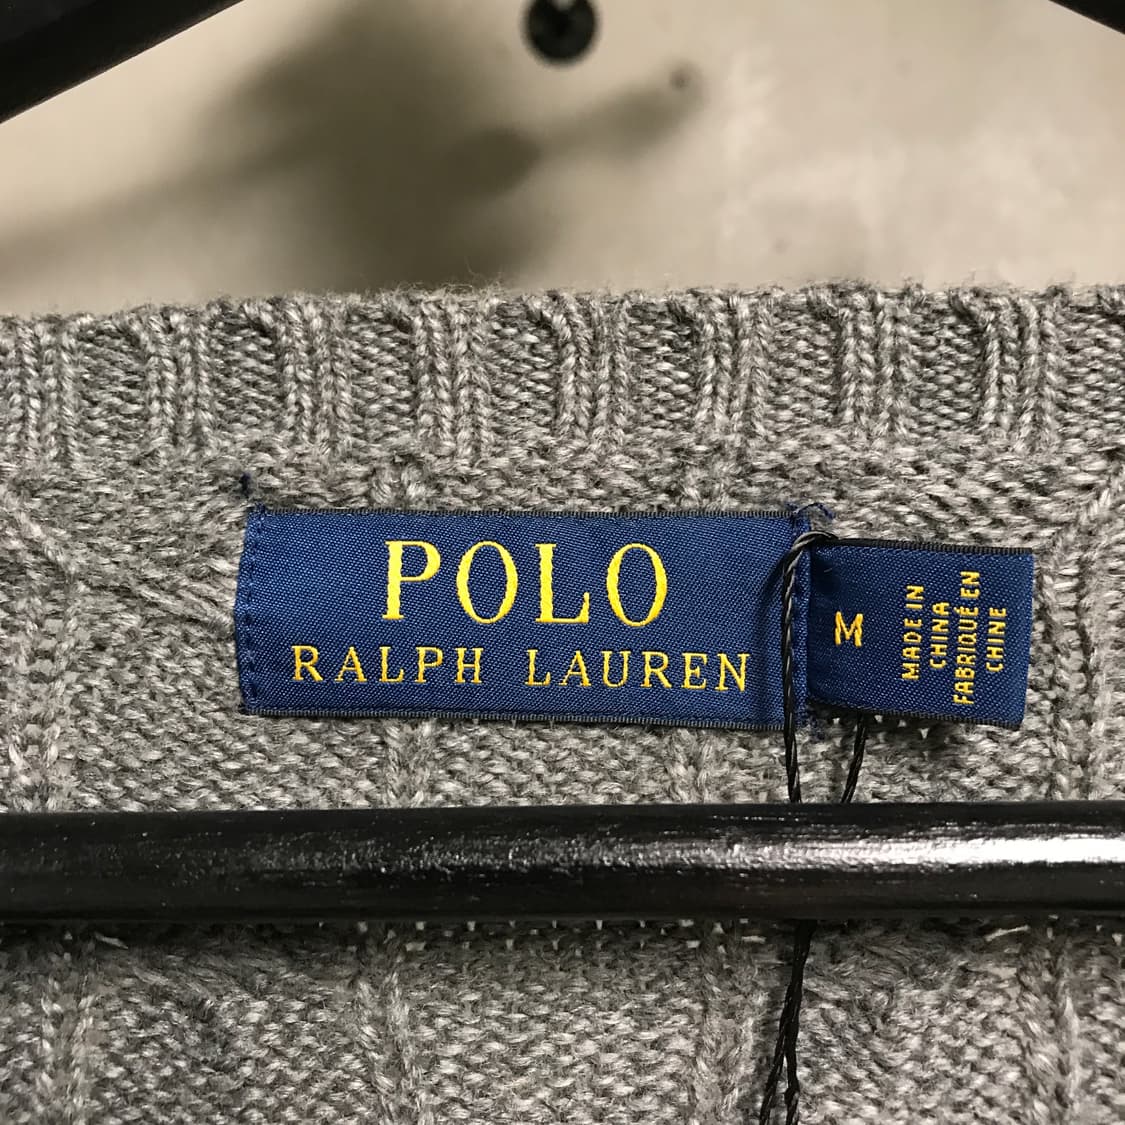 POLO
RALPH LAUREN
M
MADE IN
CHINA
FABRIQUÉ EN
CHINE